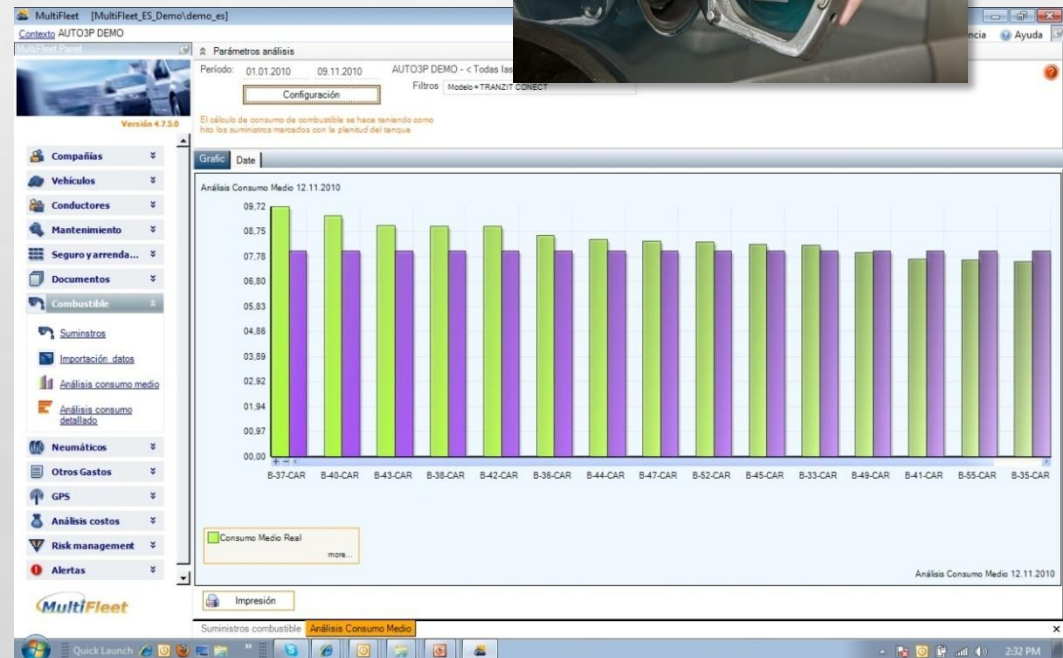 MultiFleet [MultiFleet_ES_Demo\demo_es]
Contexto AUTO3P DEMO
ncia Ayuda
MultiFleet Panel
Parámetros análisis
Período: 01.01.2010 09.11.2010 AUTO3P DEMO - < Todas las
Configuración
Filtros Modelo = TRANZIT CONECT
Versión 4.7.5.0
El cálculo de consumo de combustible se hace teniendo como
hito los suministros marcados con la plenitud del tanque
Compañías
Vehículos
Conductores
Mantenimiento
Seguro y arrenda...
Documentos
Combustible
Suminstros
Importación datos
Análisis consumo medio
Análisis consumo
detallado
Neumáticos
Otros Gastos
GPS
Análisis costos
Risk management
Alertas
MultiFleet
Grafic Date
Análisis Consumo Medio 12.11.2010
09,72
08,75
07,78
06,80
05,83
04,86
03,89
02,92
01,94
00,97
00,00
B-37-CAR B-40-CAR B-43-CAR B-38-CAR B-42-CAR B-36-CAR B-44-CAR B-47-CAR B-52-CAR B-45-CAR B-33-CAR B-49-CAR B-41-CAR B-55-CAR B-35-CAR
Consumo Medio Real
more...
Análisis Consumo Medio 12.11.2010
Impresión
Suministros combustible Análisis Consumo Medio
Quick Launch
2:32 PM